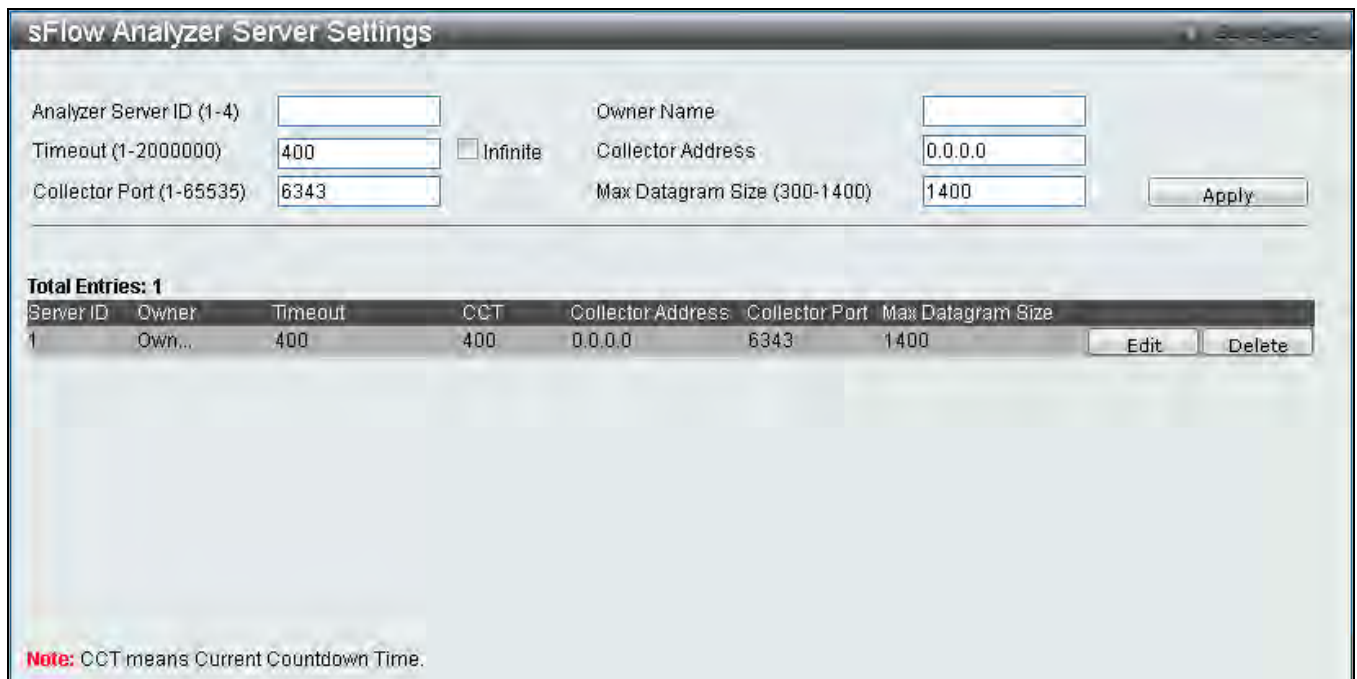 sFlow Analyzer Server Settings
Analyzer Server ID (1-4) Owner Name
Timeout (1-2000000) 400 Infinite Collector Address 0.0.0.0
Collector Port (1-65535) 6343 Max Datagram Size (300-1400) 1400 Apply
Total Entries: 1
Server ID Owner Timeout CCT Collector Address Collector Port Max Datagram Size
1 Own... 400 400 0.0.0.0 6343 1400 Edit Delete
Note: CCT means Current Countdown Time.